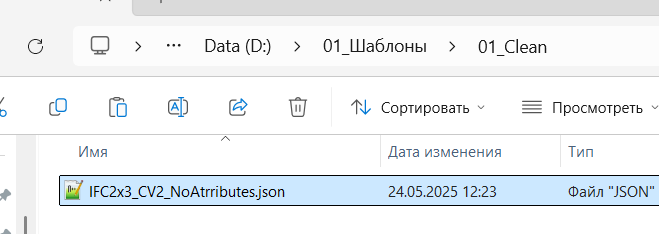 ... Data (D:) > 01_Шаблоны > 01_Clean
Сортировать Просмотреть
Имя Дата изменения Тип
IFC2x3_CV2_NoAtrributes.json 24.05.2025 12:23 Файл "JSON"